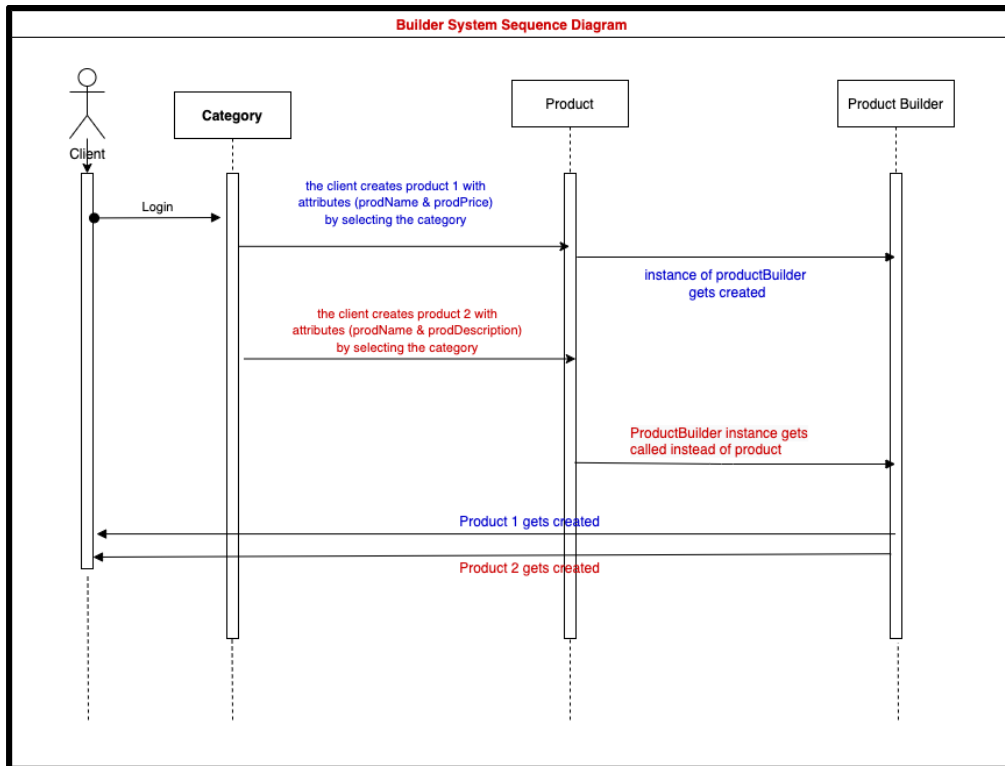 Builder System Sequence Diagram
Client
Category
Product
Product Builder
Login
the client creates product 1 with
attributes (prodName & prodPrice)
by selecting the category
instance of productBuilder
gets created
the client creates product 2 with
attributes (prodName & prodDescription)
by selecting the category
ProductBuilder instance gets
called instead of product
Product 1 gets created
Product 2 gets created